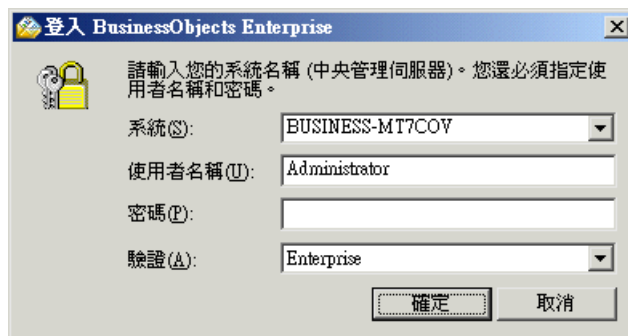 登入 BusinessObjects Enterprise
請輸入您的系統名稱 (中央管理伺服器)。您還必須指定使
用者名稱和密碼。
系統(S): BUSINESS-MT7COV
使用者名稱(U): Administrator
密碼(P):
驗證(A): Enterprise
確定 取消